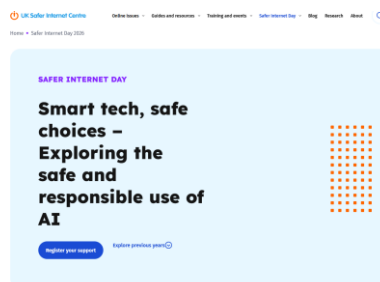 UK Safer Internet Centre
Online Issues Guides and resources Training and events Safer Internet Day Blog Research About
Home Safer Internet Day 2026
SAFER INTERNET DAY
Smart tech, safe
choices –
Exploring the
safe and
responsible use of
AI
Register your support
Explore previous years